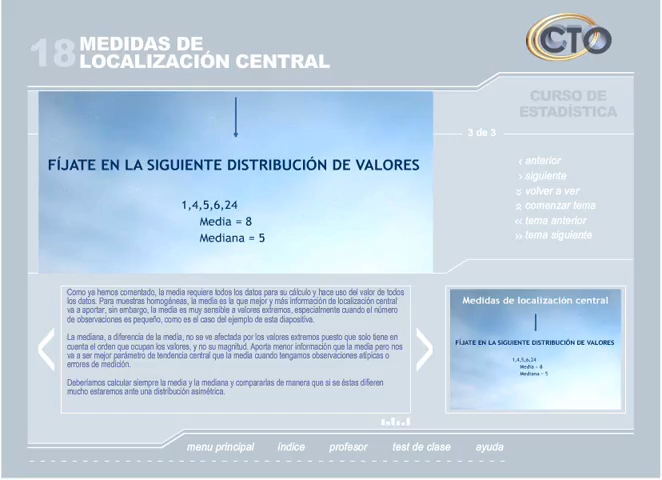 18
MEDIDAS DE
LOCALIZACIÓN CENTRAL
CTO
CURSO DE
ESTADÍSTICA
3 de 3
‹ anterior
› siguiente
« volver a ver
« comenzar tema
‹‹ tema anterior
›› tema siguiente
FÍJATE EN LA SIGUIENTE DISTRIBUCIÓN DE VALORES
1,4,5,6,24
Media = 8
Mediana = 5
Como ya hemos comentado, la media requiere todos los datos para su cálculo y hace uso del valor de todos
los datos. Para muestras homogéneas, la media es la que mejor y más información de localización central
va a aportar, sin embargo, la media es muy sensible a valores extremos, especialmente cuando el número
de observaciones es pequeño, como es el caso del ejemplo de esta diapositiva.
La mediana, a diferencia de la media, no se ve afectada por los valores extremos puesto que solo tiene en
cuenta el orden que ocupan los valores, y no su magnitud. Aporta menor información que la media pero nos
va a ser mejor parámetro de tendencia central que la media cuando tengamos observaciones atípicas o
errores de medición.
Deberíamos calcular siempre la media y la mediana y compararlas de manera que si se éstas difieren
mucho estaremos ante una distribución asimétrica.
Medidas de localización central
FÍJATE EN LA SIGUIENTE DISTRIBUCIÓN DE VALORES
1,4,5,6,24
Media = 8
Mediana = 5
menu principal índice profesor test de clase ayuda